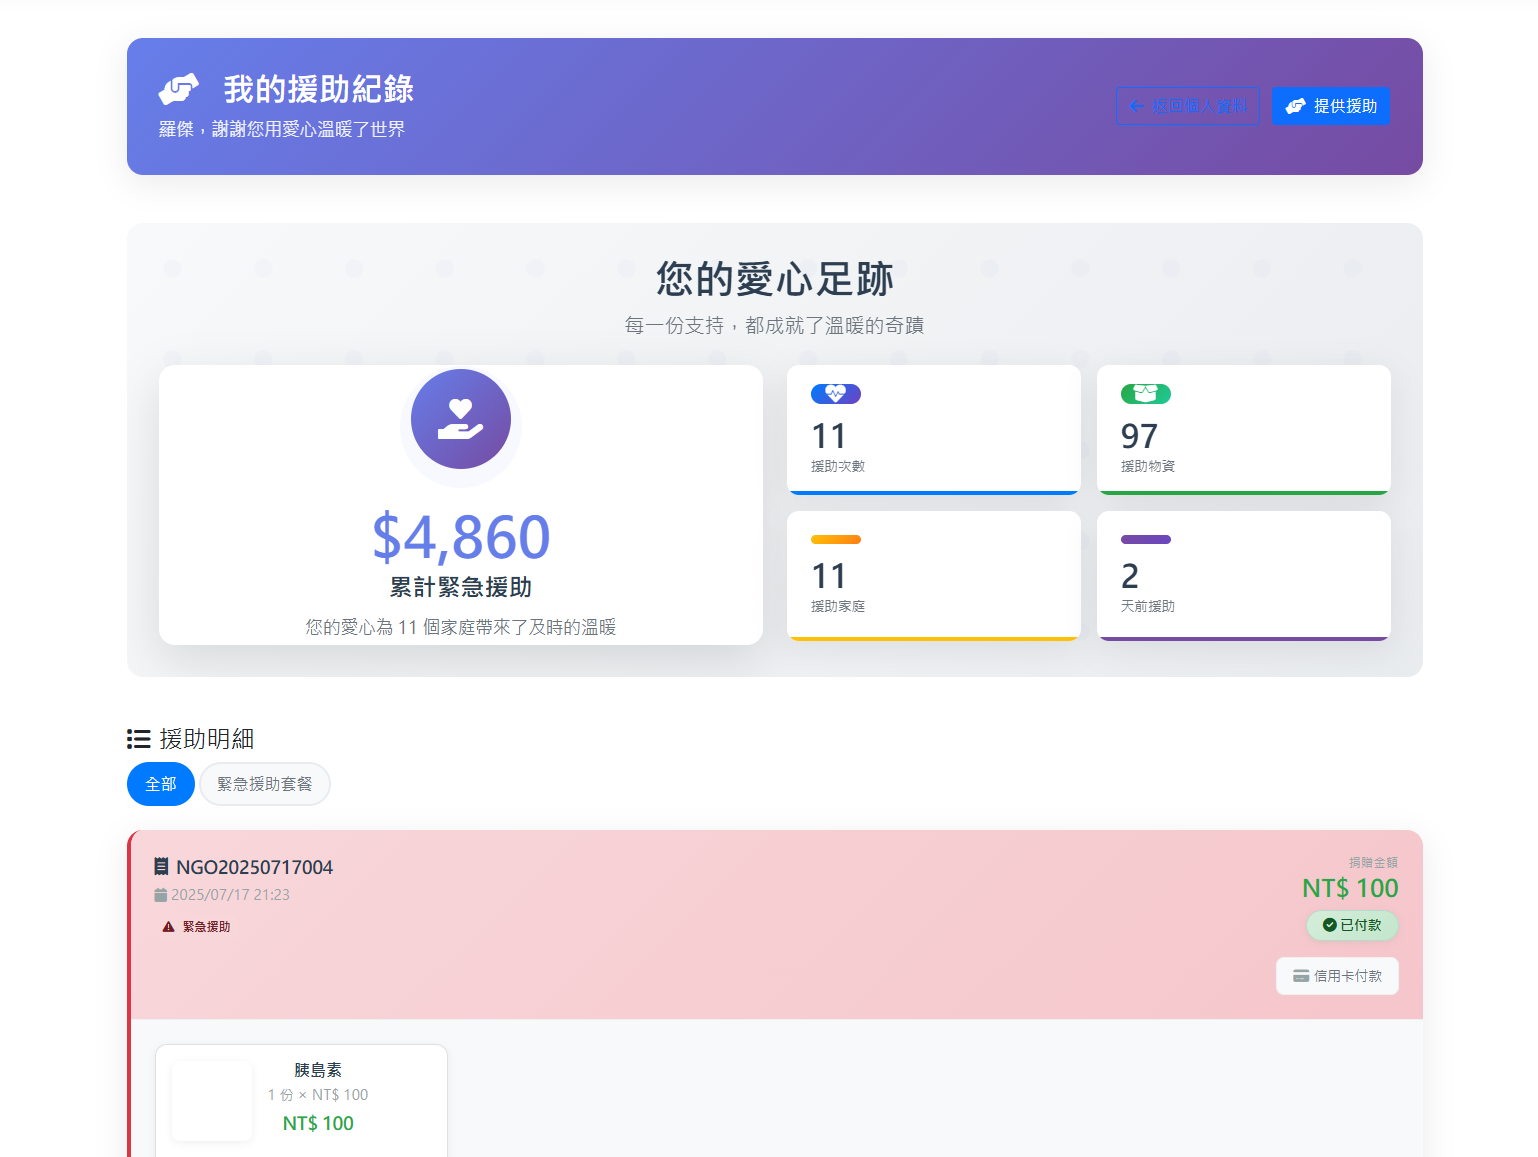 我的援助紀錄
羅傑，謝謝您用愛心溫暖了世界
返回個人資料
提供援助
您的愛心足跡
每一份支持，都成就了溫暖的奇蹟
$4,860
累計緊急援助
您的愛心為 11 個家庭帶來了及時的溫暖
11
援助次數
97
援助物資
11
援助家庭
2
天前援助
援助明細
全部
緊急援助套餐
NGO20250717004
2025/07/17 21:23
緊急援助
捐贈金額
NT$ 100
已付款
信用卡付款
胰島素
1 份 × NT$ 100
NT$ 100